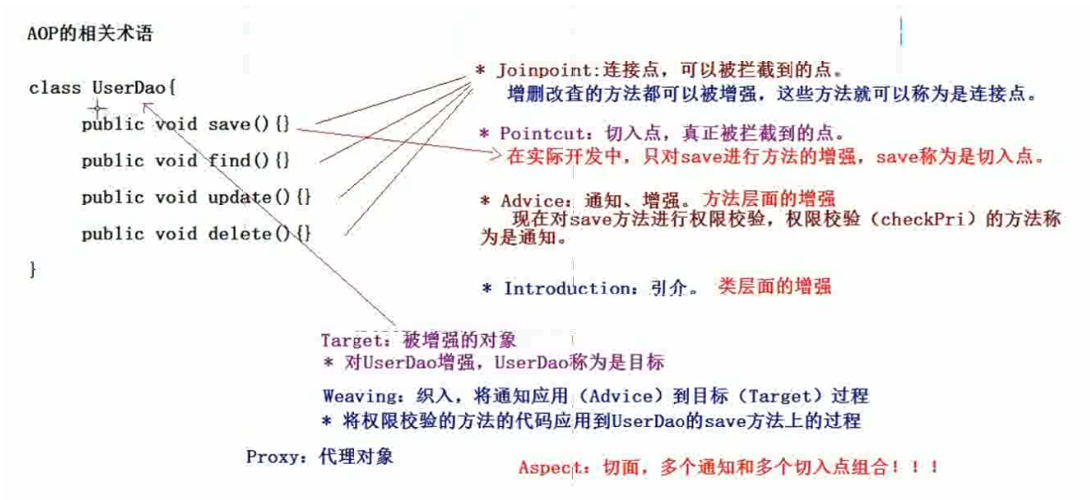 AOP的相关术语
class UserDao{
public void save(){}
public void find(){}
public void update(){}
public void delete(){}
}
* Joinpoint:连接点，可以被拦截到的点。
增删改查的方法都可以被增强，这些方法就可以称为是连接点。
* Pointcut：切入点，真正被拦截到的点。
在实际开发中，只对save进行方法的增强，save称为是切入点。
* Advice：通知、增强。方法层面的增强
现在对save方法进行权限校验，权限校验（checkPri）的方法称
为是通知。
* Introduction：引介。 类层面的增强
Target：被增强的对象
* 对UserDao增强，UserDao称为是目标
Weaving：织入，将通知应用（Advice）到目标（Target）过程
* 将权限校验的方法的代码应用到UserDao的save方法上的过程
Proxy：代理对象
Aspect：切面，多个通知和多个切入点组合！！！